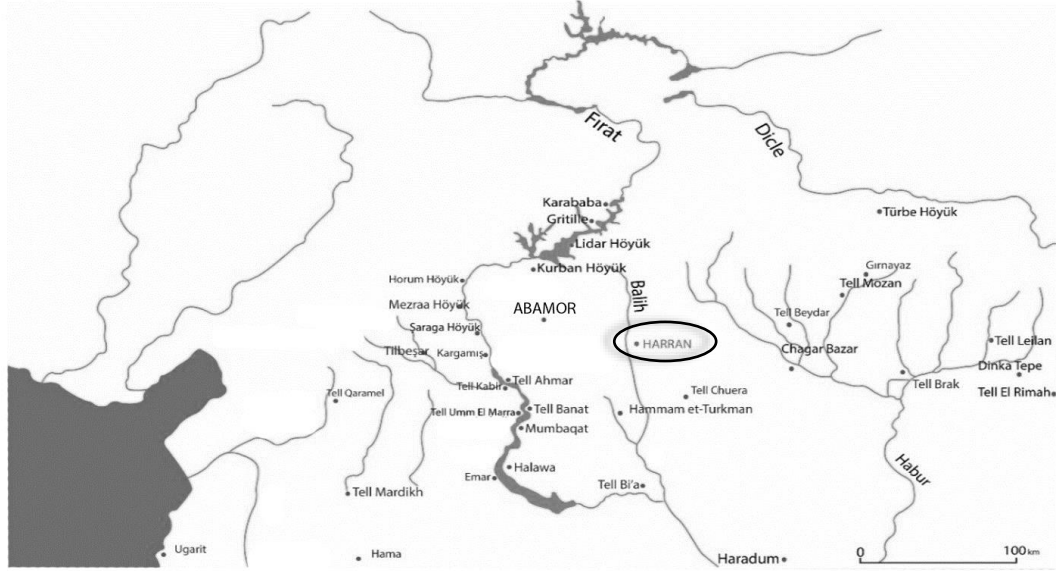 Fırat
Dicle
Karababa
Gritille
Türbe Höyük
Lidar Höyük
Kurban Höyük
Gırnayaz
Horum Höyük
Tell Mozan
Balih
Mezraa Höyük
ABAMOR
Tell Beydar
Şaraga Höyük
HARRAN
Tell Leilan
Tilbeşar
Kargamış
Chagar Bazar
Dinka Tepe
Tell Kabir
Tell Ahmar
Tell Brak
Tell El Rimah
Tell Qaramel
Tell Chuera
Tell Umm El Marra
Tell Banat
Hammam et-Turkman
Mumbaqat
Halawa
Emar
Habur
Tell Mardikh
Tell Bi'a
Ugarit
Hama
Haradum
0
100 km